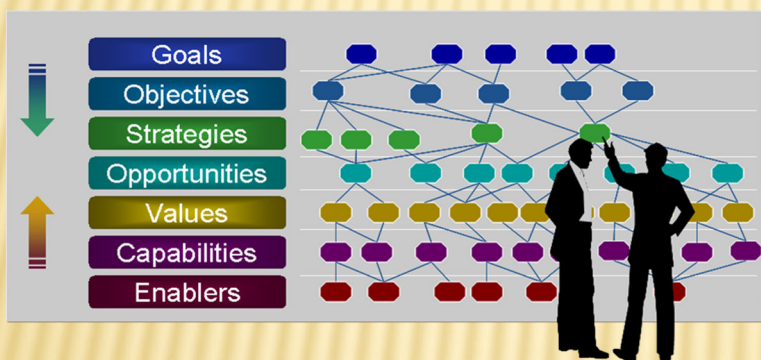 Goals
Objectives
Strategies
Opportunities
Values
Capabilities
Enablers